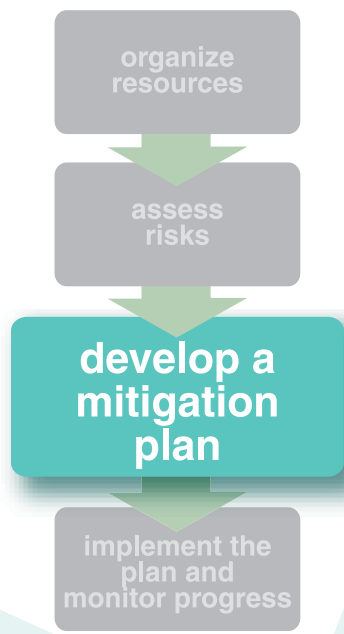 organize
resources
assess
risks
develop a
mitigation
plan
implement the
plan and
monitor progress